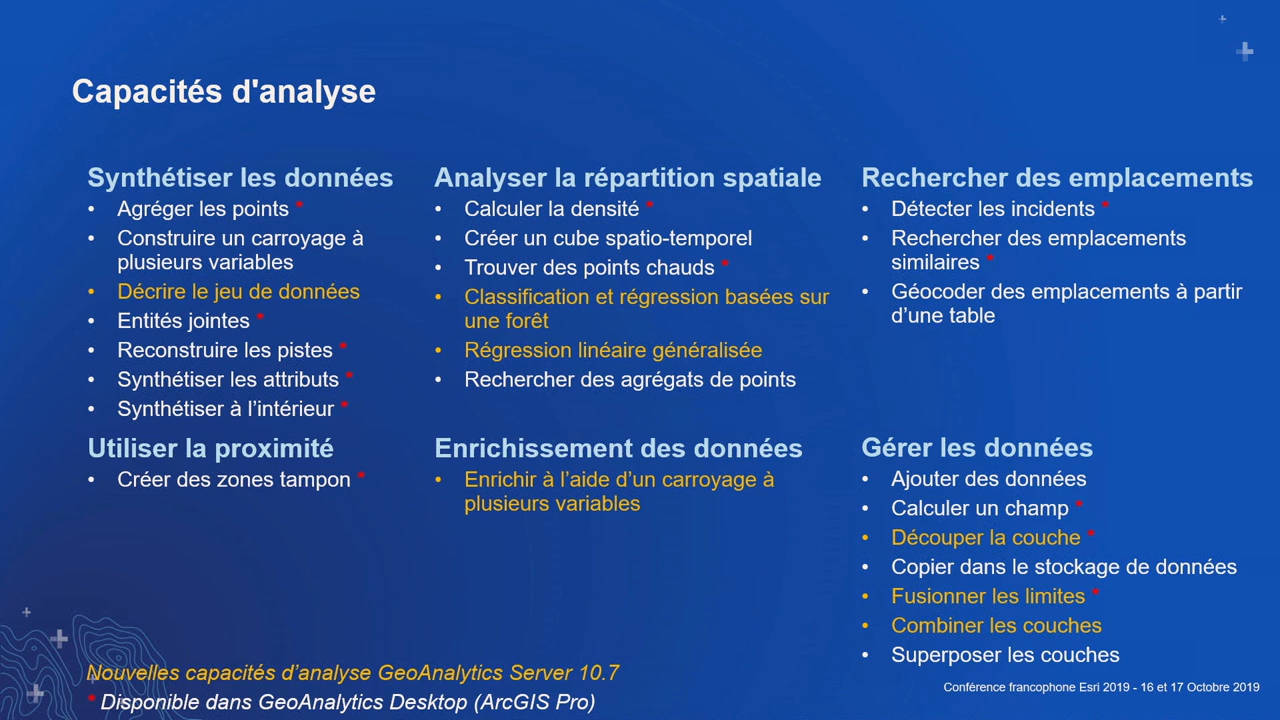 Capacités d'analyse
Synthétiser les données
• Agréger les points *
• Construire un carroyage à
plusieurs variables
• Décrire le jeu de données
• Entités jointes *
• Reconstruire les pistes *
• Synthétiser les attributs *
• Synthétiser à l’intérieur *
Analyser la répartition spatiale
• Calculer la densité *
• Créer un cube spatio-temporel
• Trouver des points chauds *
• Classification et régression basées sur
une forêt
• Régression linéaire généralisée
• Rechercher des agrégats de points
Rechercher des emplacements
• Détecter les incidents *
• Rechercher des emplacements
similaires *
• Géocoder des emplacements à partir
d’une table
Utiliser la proximité
• Créer des zones tampon *
Enrichissement des données
• Enrichir à l’aide d’un carroyage à
plusieurs variables
Gérer les données
• Ajouter des données
• Calculer un champ *
• Découper la couche *
• Copier dans le stockage de données
• Fusionner les limites *
• Combiner les couches
• Superposer les couches
Nouvelles capacités d’analyse GeoAnalytics Server 10.7
* Disponible dans GeoAnalytics Desktop (ArcGIS Pro)
Conférence francophone Esri 2019 - 16 et 17 Octobre 2019